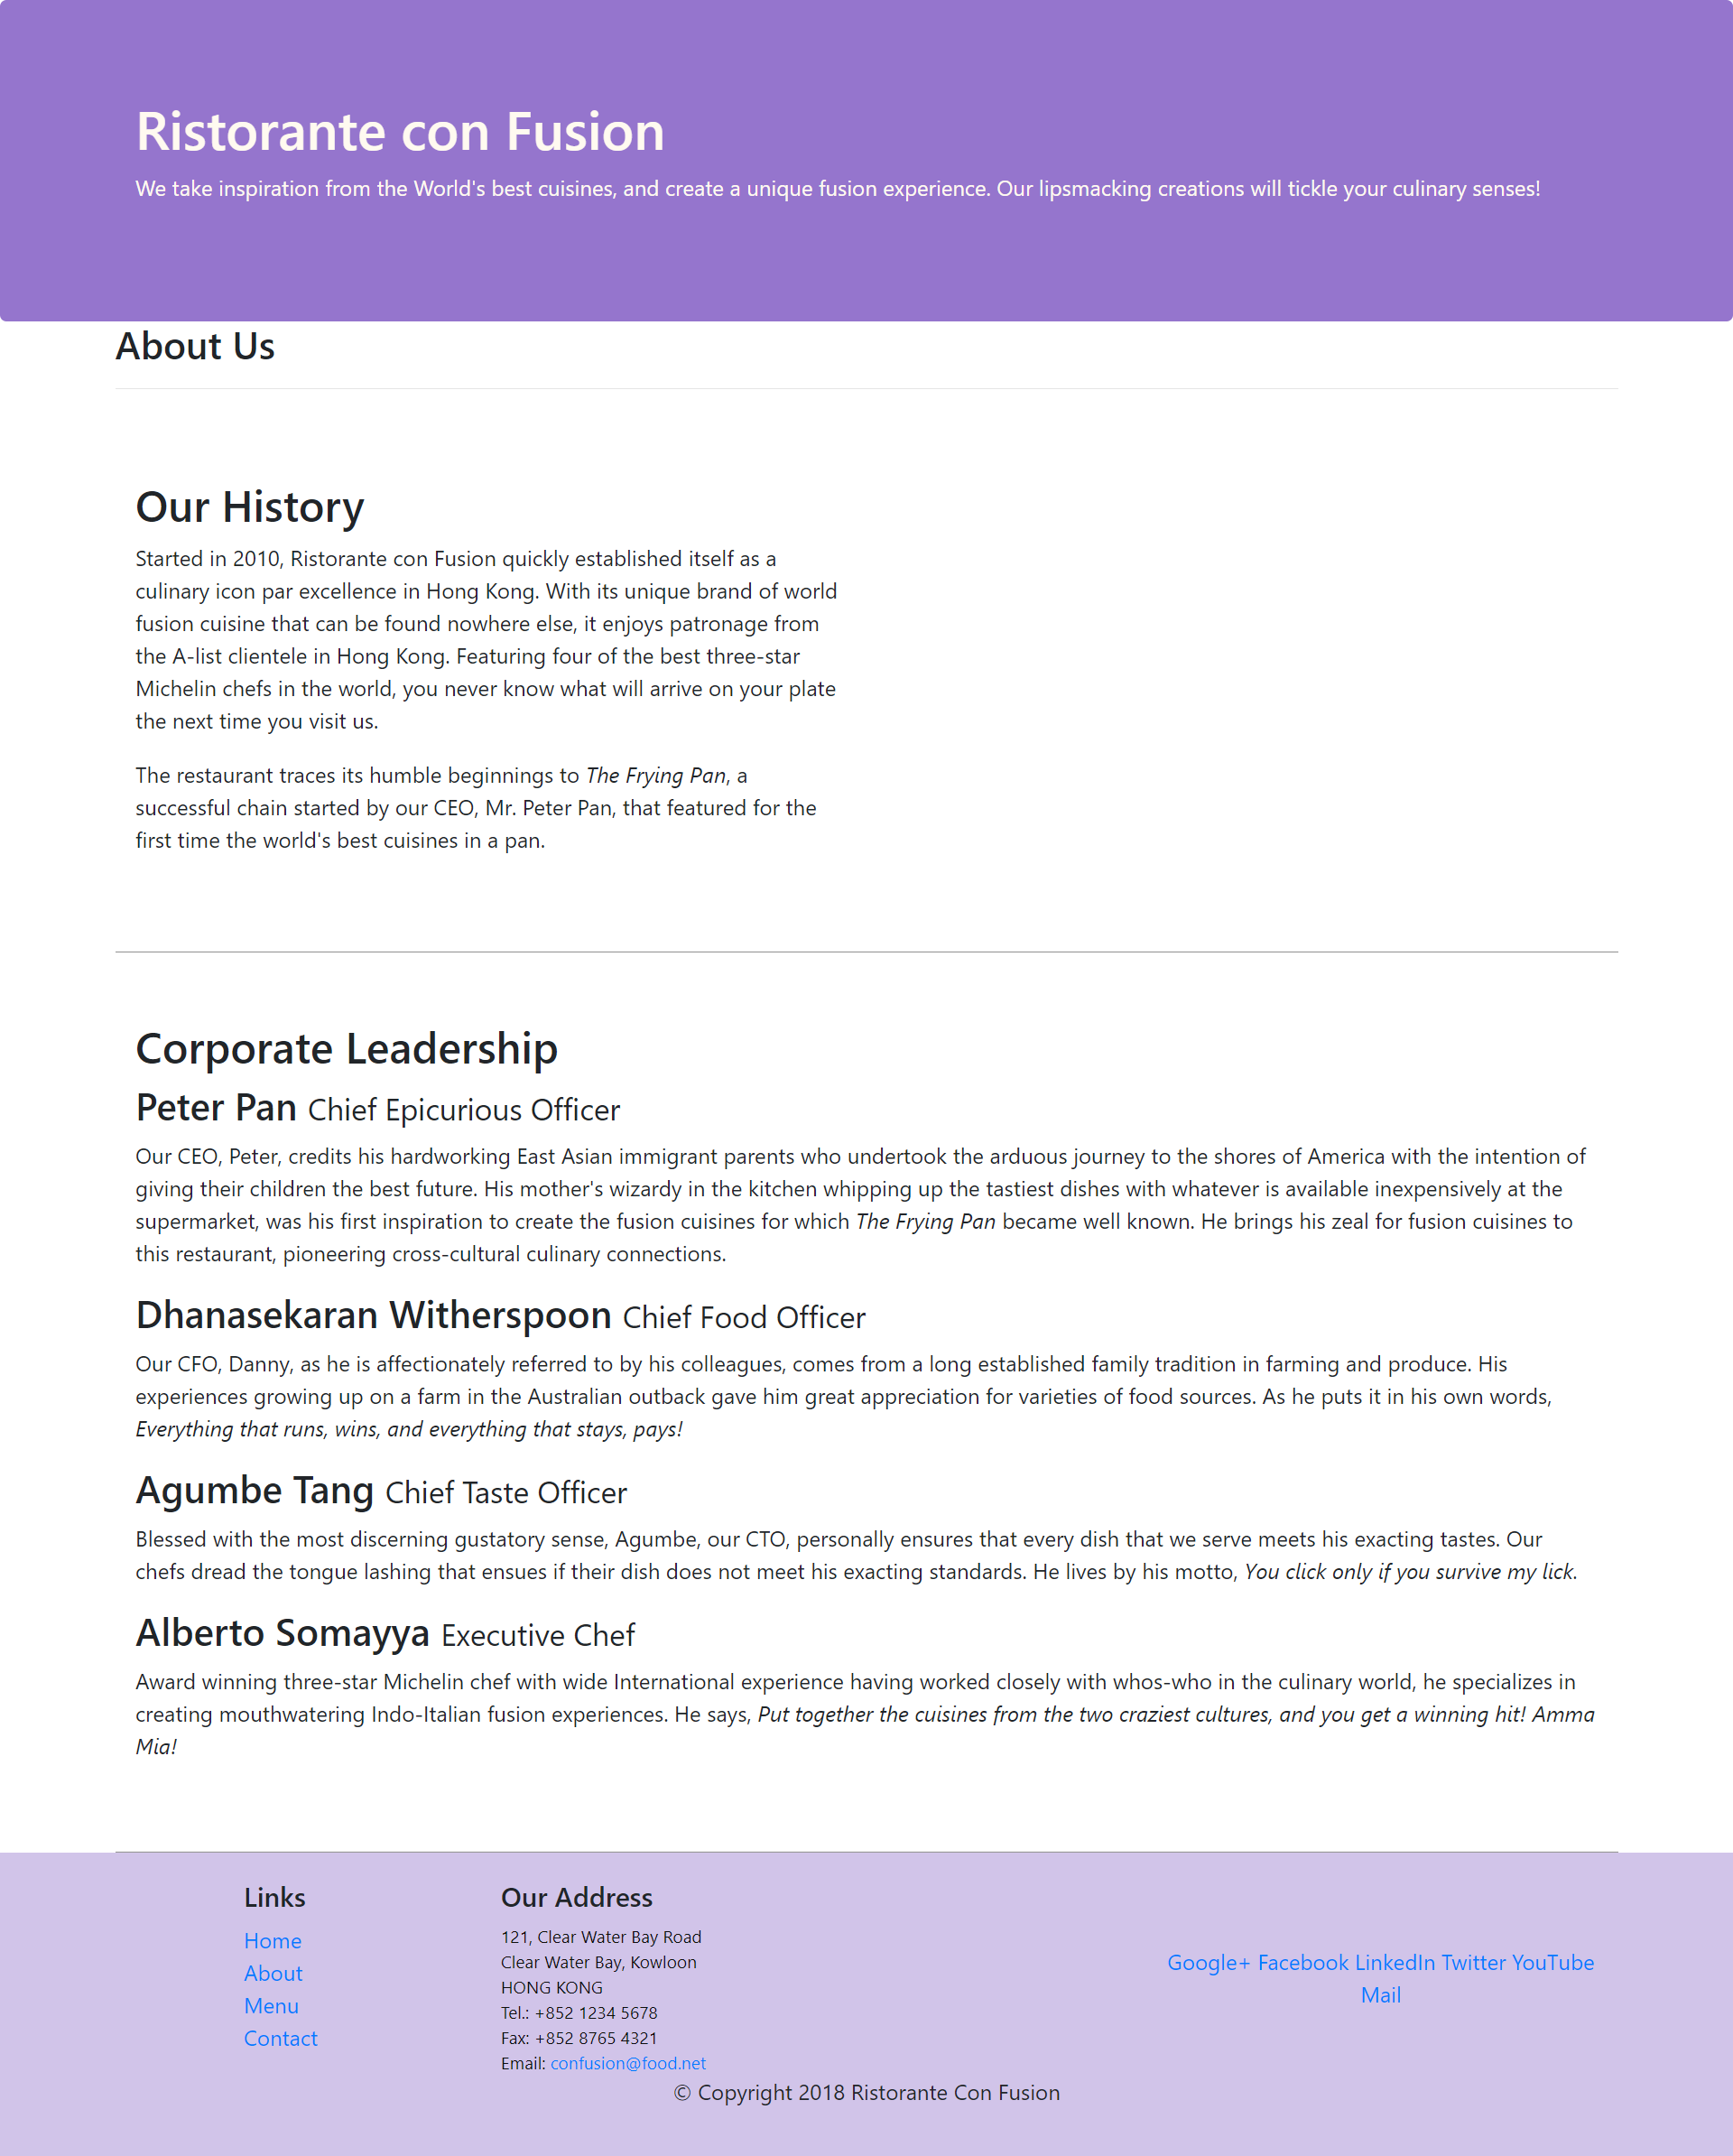 Ristorante con Fusion
We take inspiration from the World's best cuisines, and create a unique fusion experience. Our lipsmacking creations will tickle your culinary senses!
About Us
Our History
Started in 2010, Ristorante con Fusion quickly established itself as a
culinary icon par excellence in Hong Kong. With its unique brand of world
fusion cuisine that can be found nowhere else, it enjoys patronage from
the A-list clientele in Hong Kong. Featuring four of the best three-star
Michelin chefs in the world, you never know what will arrive on your plate
the next time you visit us.
The restaurant traces its humble beginnings to The Frying Pan, a
successful chain started by our CEO, Mr. Peter Pan, that featured for the
first time the world's best cuisines in a pan.
Corporate Leadership
Peter Pan Chief Epicurious Officer
Our CEO, Peter, credits his hardworking East Asian immigrant parents who undertook the arduous journey to the shores of America with the intention of
giving their children the best future. His mother's wizardy in the kitchen whipping up the tastiest dishes with whatever is available inexpensively at the
supermarket, was his first inspiration to create the fusion cuisines for which The Frying Pan became well known. He brings his zeal for fusion cuisines to
this restaurant, pioneering cross-cultural culinary connections.
Dhanasekaran Witherspoon Chief Food Officer
Our CFO, Danny, as he is affectionately referred to by his colleagues, comes from a long established family tradition in farming and produce. His
experiences growing up on a farm in the Australian outback gave him great appreciation for varieties of food sources. As he puts it in his own words,
Everything that runs, wins, and everything that stays, pays!
Agumbe Tang Chief Taste Officer
Blessed with the most discerning gustatory sense, Agumbe, our CTO, personally ensures that every dish that we serve meets his exacting tastes. Our
chefs dread the tongue lashing that ensues if their dish does not meet his exacting standards. He lives by his motto, You click only if you survive my lick.
Alberto Somayya Executive Chef
Award winning three-star Michelin chef with wide International experience having worked closely with whos-who in the culinary world, he specializes in
creating mouthwatering Indo-Italian fusion experiences. He says, Put together the cuisines from the two craziest cultures, and you get a winning hit! Amma
Mia!
Links
Home
About
Menu
Contact
Our Address
121, Clear Water Bay Road
Clear Water Bay, Kowloon
HONG KONG
Tel.: +852 1234 5678
Fax: +852 8765 4321
Email: confusion@food.net
Google+ Facebook LinkedIn Twitter YouTube
Mail
© Copyright 2018 Ristorante Con Fusion